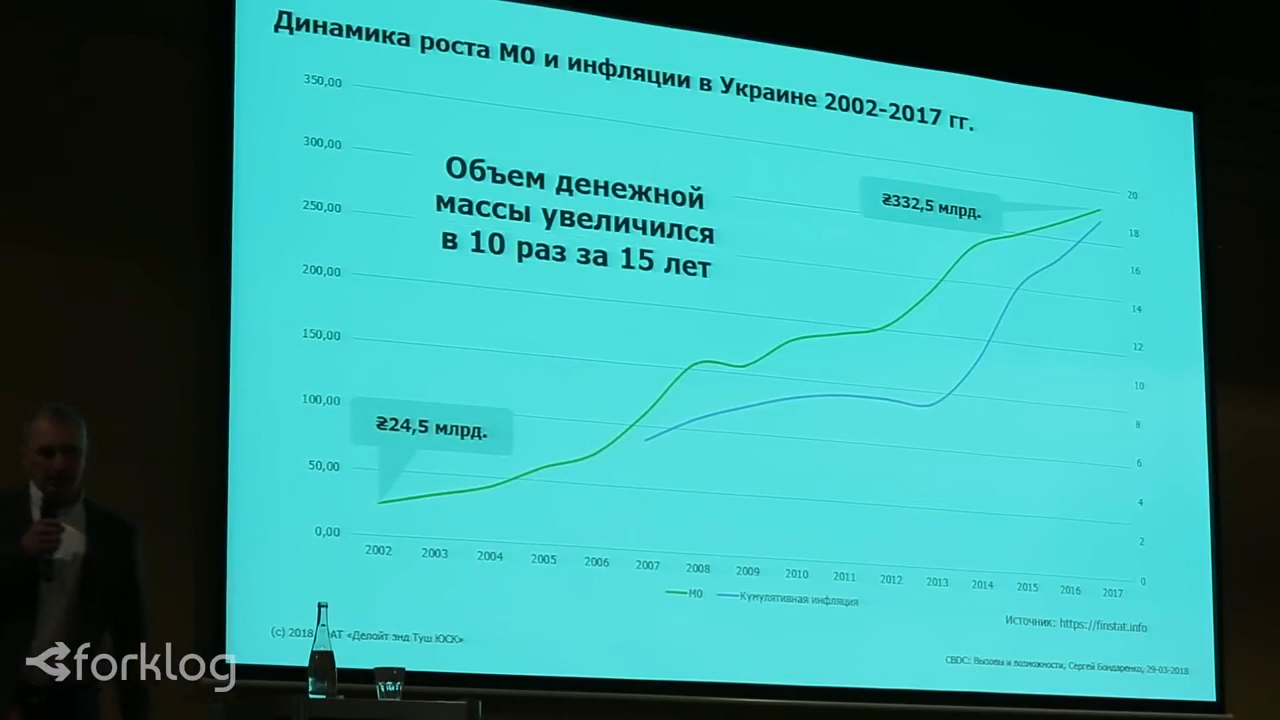 Динамика роста М0 и инфляции в Украине 2002-2017 гг.
350,00
300,00
250,00
200,00
150,00
100,00
50,00
0,00
Объем денежной
массы увеличился
в 10 раз за 15 лет
₴332,5 млрд.
₴24,5 млрд.
20
18
16
14
12
10
8
6
4
2
0
2002 2003 2004 2005 2006 2007 2008 2009 2010 2011 2012 2013 2014 2015 2016 2017
М0 Кумулятивная инфляция
Источник: https://finstat.info
(с) 2018 АТ «Делойт энд Туш ЮСК»
CBDC: Вызовы и возможности, Сергей Бондаренко, 29-03-2018
forklog